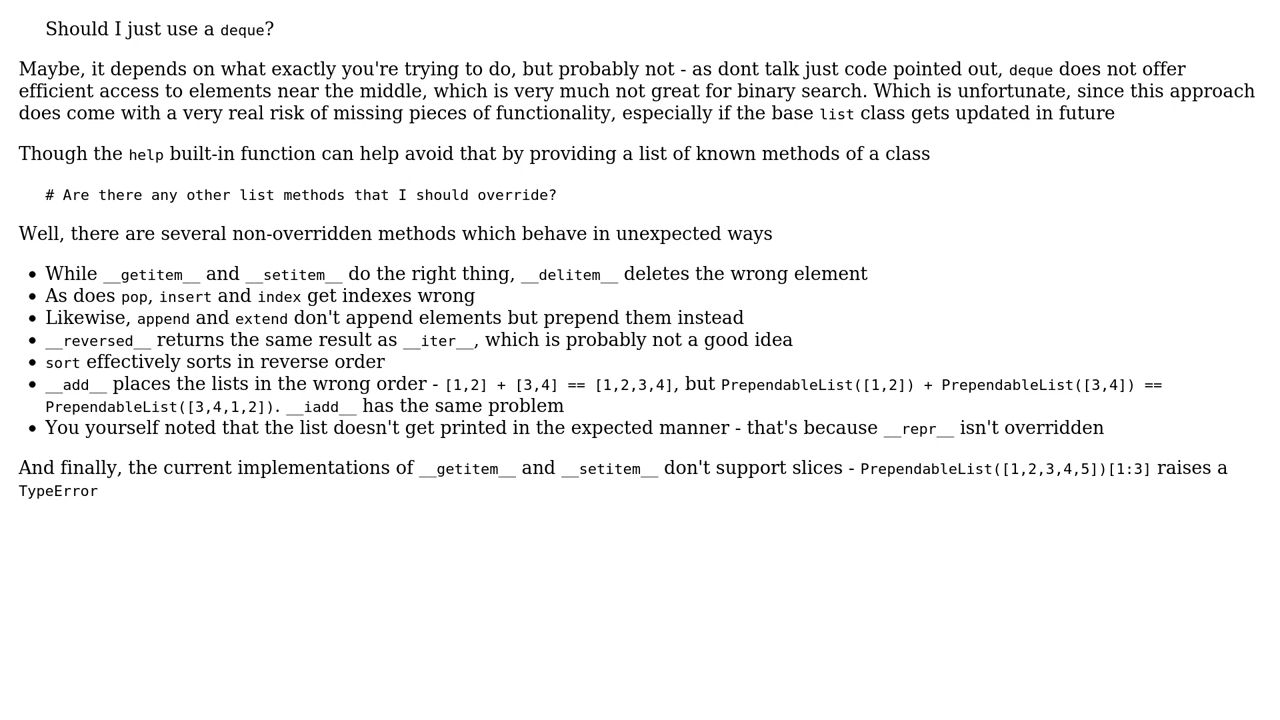 Should I just use a deque?
Maybe, it depends on what exactly you're trying to do, but probably not - as dont talk just code pointed out, deque does not offer
efficient access to elements near the middle, which is very much not great for binary search. Which is unfortunate, since this approach
does come with a very real risk of missing pieces of functionality, especially if the base list class gets updated in future
Though the help built-in function can help avoid that by providing a list of known methods of a class
# Are there any other list methods that I should override?
Well, there are several non-overridden methods which behave in unexpected ways
• While __getitem__ and __setitem__ do the right thing, __delitem__ deletes the wrong element
• As does pop, insert and index get indexes wrong
• Likewise, append and extend don't append elements but prepend them instead
• __reversed__ returns the same result as __iter__, which is probably not a good idea
• sort effectively sorts in reverse order
• __add__ places the lists in the wrong order - [1,2] + [3,4] == [1,2,3,4], but PrependableList([1,2]) + PrependableList([3,4]) ==
PrependableList([3,4,1,2]). __iadd__ has the same problem
• You yourself noted that the list doesn't get printed in the expected manner - that's because __repr__ isn't overridden
And finally, the current implementations of __getitem__ and __setitem__ don't support slices - PrependableList([1,2,3,4,5])[1:3] raises a
TypeError